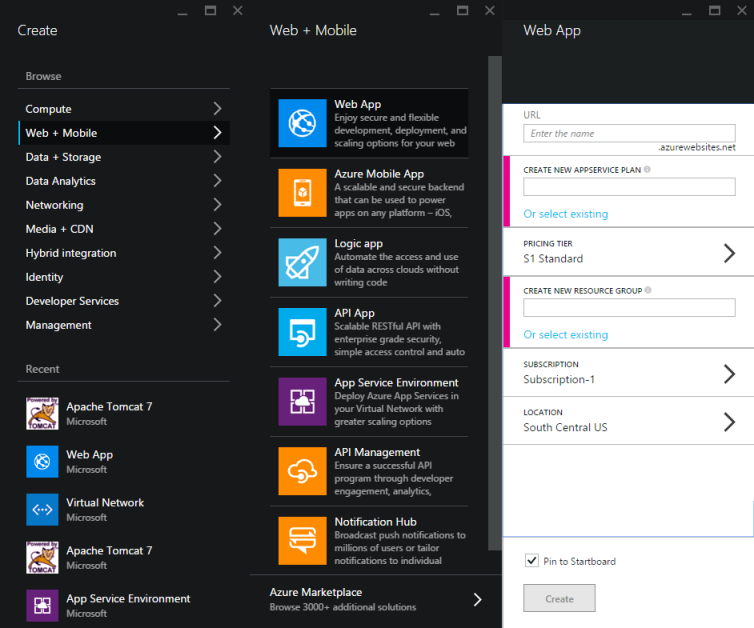 Create
Browse
Compute
Web + Mobile
Data + Storage
Data Analytics
Networking
Media + CDN
Hybrid integration
Identity
Developer Services
Management
Recent
Powered by
TOMCAT
Apache Tomcat 7
Microsoft
Web App
Microsoft
Virtual Network
Microsoft
Powered by
TOMCAT
Apache Tomcat 7
Microsoft
App Service Environment
Microsoft
Web + Mobile
Web App
Enjoy secure and flexible
development, deployment, and
scaling options for your web
Azure Mobile App
A scalable and secure backend
that can be used to power
apps on any platform – iOS,
Logic app
Automate the access and use
of data across clouds without
writing code
API App
Scalable RESTful API with
enterprise grade security,
simple access control and auto
App Service Environment
Deploy Azure App Services in
your Virtual Network with
greater scaling options
API Management
Ensure a successful API
program through developer
engagement, analytics,
Notification Hub
Broadcast push notifications to
millions of users or tailor
notifications to individual
Azure Marketplace
Browse 3000+ additional solutions
Web App
URL
Enter the name
.azurewebsites.net
CREATE NEW APPSERVICE PLAN
Or select existing
PRICING TIER
S1 Standard
CREATE NEW RESOURCE GROUP
Or select existing
SUBSCRIPTION
Subscription-1
LOCATION
South Central US
Pin to Startboard
Create